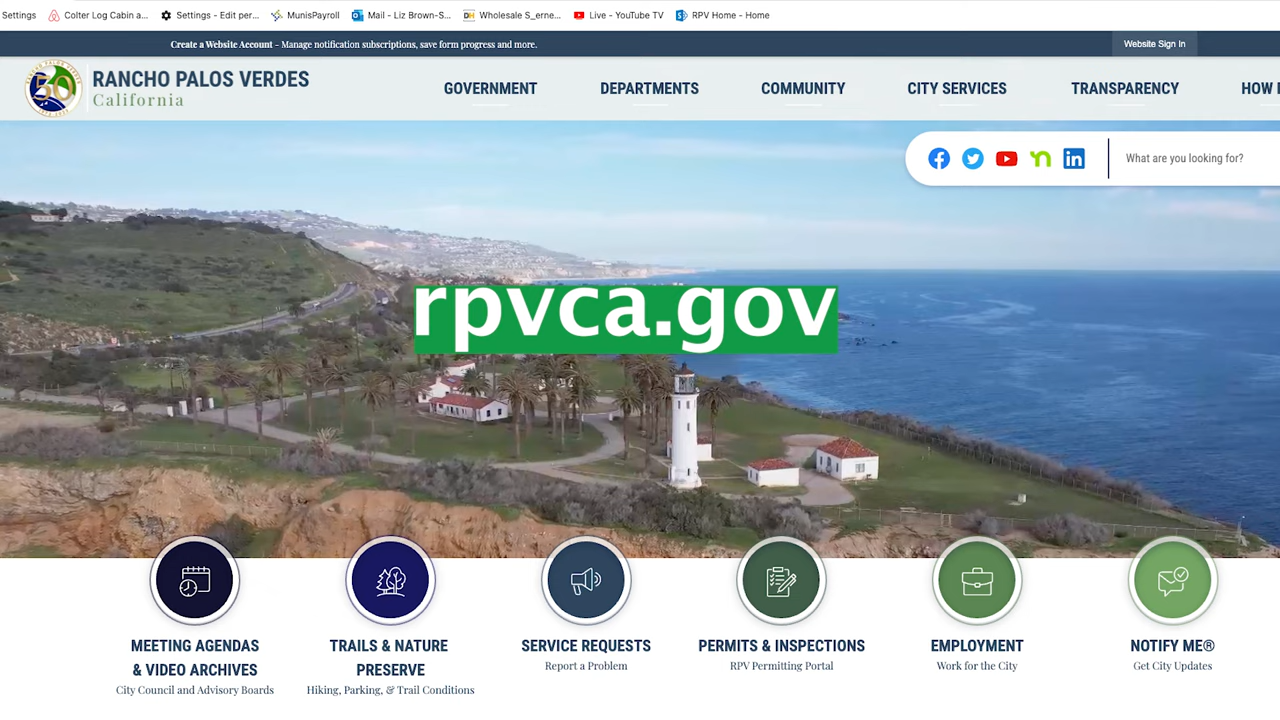 Settings Colter Log Cabin a... Settings - Edit per... MunisPayroll Mail - Liz Brown-S... DH Wholesale S_erne... Live - YouTube TV RPV Home - Home
Create a Website Account - Manage notification subscriptions, save form progress and more. Website Sign In
50
RANCHO PALOS VERDES
California
GOVERNMENT DEPARTMENTS COMMUNITY CITY SERVICES TRANSPARENCY HOW
What are you looking for?
rpvca.gov
MEETING AGENDAS
& VIDEO ARCHIVES
City Council and Advisory Boards
TRAILS & NATURE
PRESERVE
Hiking, Parking, & Trail Conditions
SERVICE REQUESTS
Report a Problem
PERMITS & INSPECTIONS
RPV Permitting Portal
EMPLOYMENT
Work for the City
NOTIFY ME®
Get City Updates